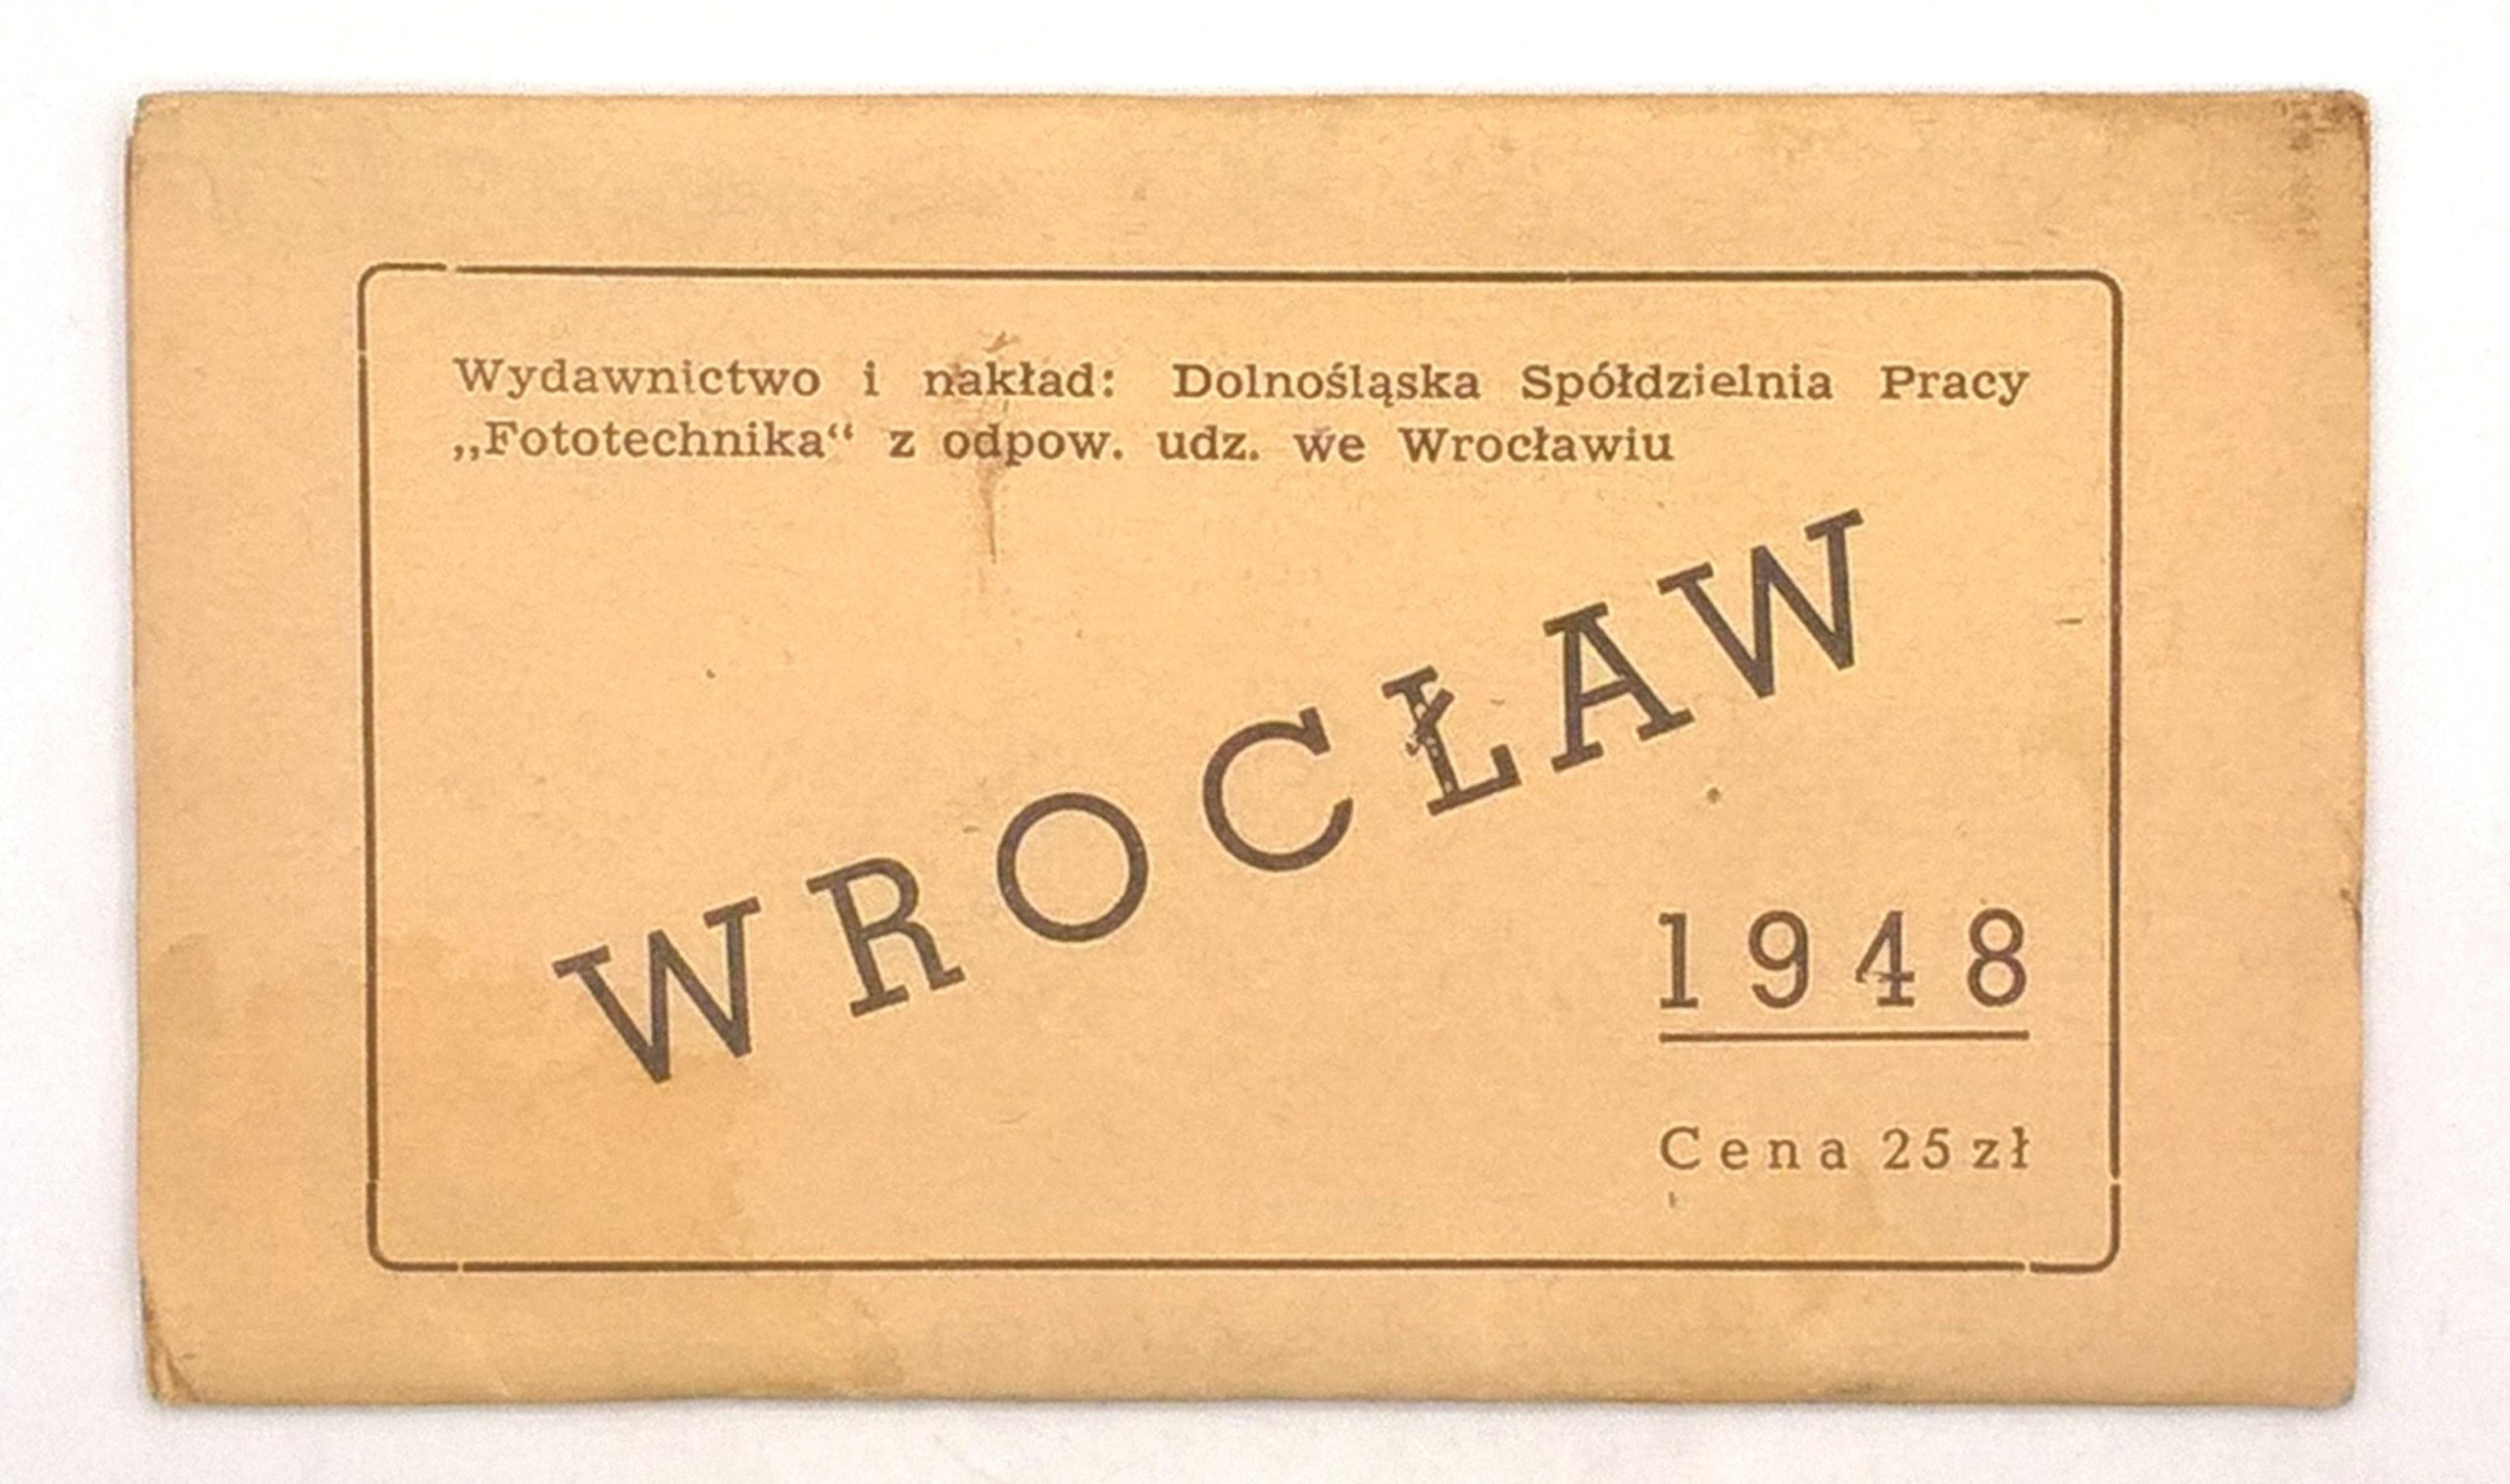 Wydawnictwo i nakład: Dolnośląska Spółdzielnia Pracy
„Fototechnika“ z odpow. udz. we Wrocławiu
WROCŁAW
1948
Cena 25 zł